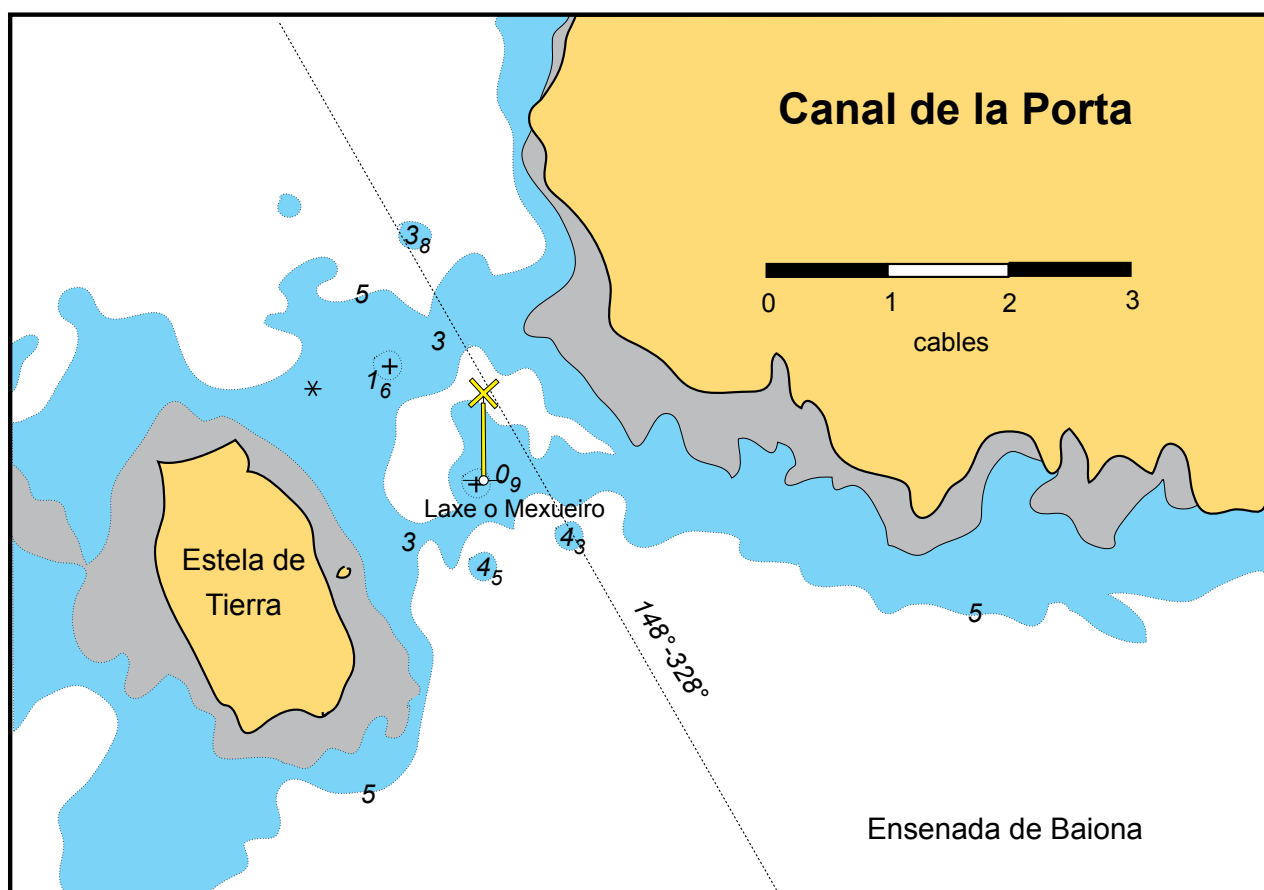 Canal de la Porta
3₈
0 1 2 3
cables
5
3
1₆
0₉
Laxe o Mexueiro
3
4₃
4₅
Estela de
Tierra
5
148°-328°
5
Ensenada de Baiona